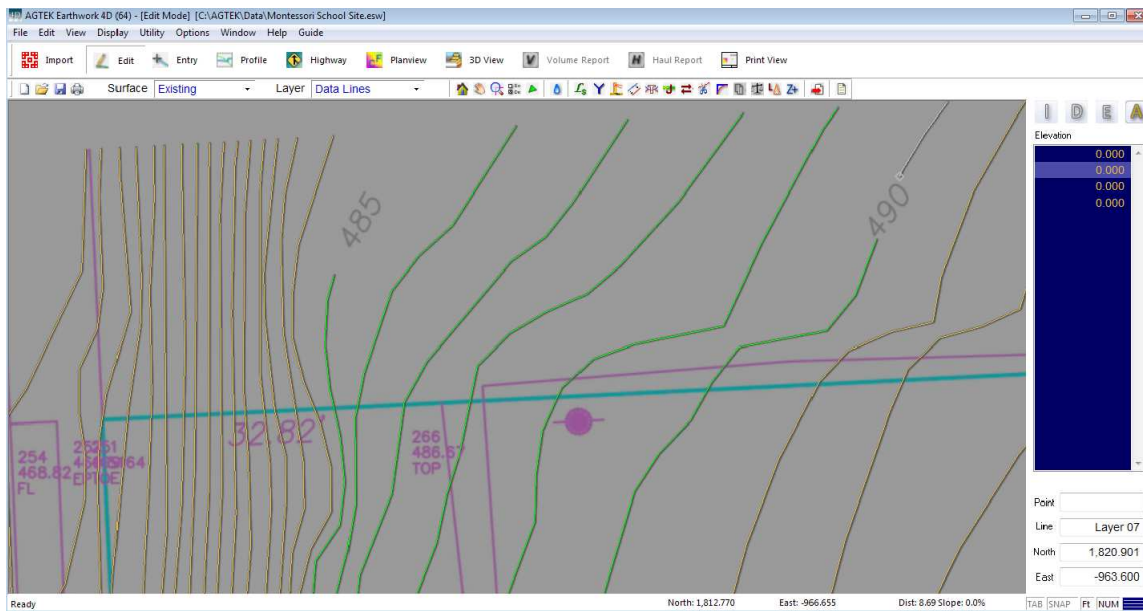 AGTEK Earthwork 4D (64) - [Edit Mode] [C:\AGTEK\Data\Montessori School Site.esw]
File Edit View Display Utility Options Window Help Guide
Import Edit Entry Profile Highway Planview 3D View Volume Report Haul Report Print View
Surface Existing Layer Data Lines
I D E A
Elevation
0.000
0.000
0.000
0.000
485
490
32.82'
266
486.6
TOP
254
468.82
FL
Point
Line Layer 07
North 1,820.901
East -963.600
Ready North: 1,812.770 East: -966.655 Dist: 8.69 Slope: 0.0% TAB SNAP Ft NUM